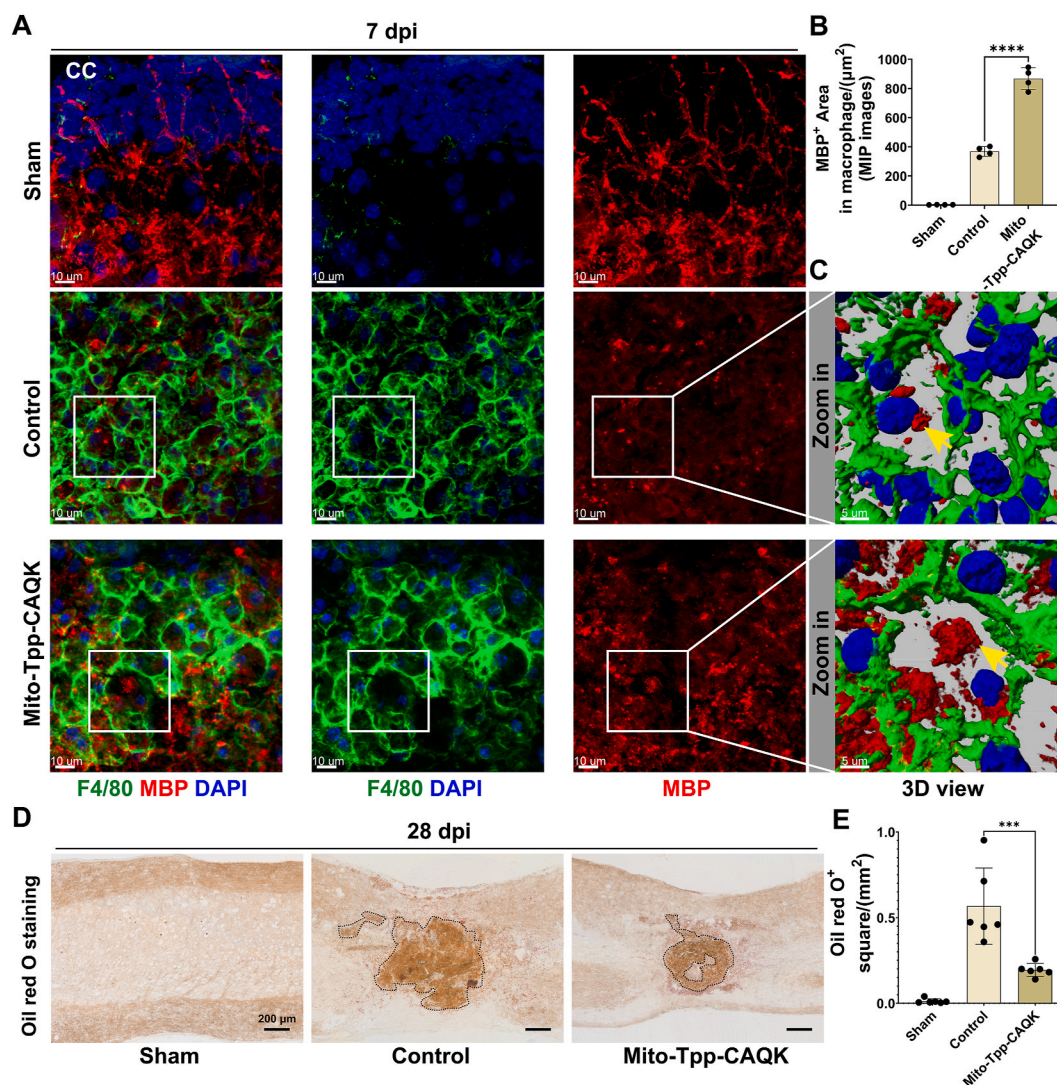 A
7 dpi
CC
Sham
10 um
10 um
10 um
Control
10 um
10 um
10 um
Mito-Tpp-CAQK
10 um
10 um
10 um
F4/80 MBP DAPI
F4/80 DAPI
MBP
B
MBP⁺ Area
in macrophage/(μm²)
(MIP images)
1000
800
600
400
200
0
****
Sham
Control
Mito
-Tpp-CAQK
C
Zoom in
5 um
Zoom in
5 um
3D view
D
28 dpi
Oil red O staining
200 μm
Sham
Control
Mito-Tpp-CAQK
E
Oil red O⁺
square/(mm²)
1.0
0.5
0.0
***
Sham
Control
Mito-Tpp-CAQK